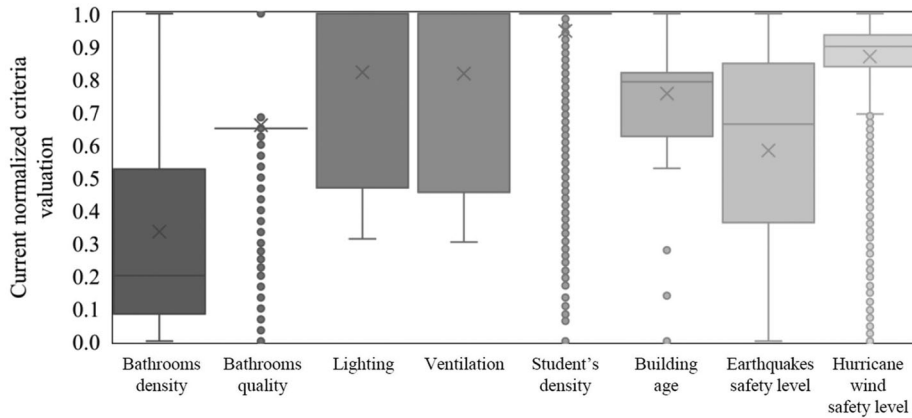 Current normalized criteria
valuation
1.0
0.9
0.8
0.7
0.6
0.5
0.4
0.3
0.2
0.1
0.0
Bathrooms
density
Bathrooms
quality
Lighting
Ventilation
Student's
density
Building
age
Earthquakes
safety level
Hurricane
wind
safety level